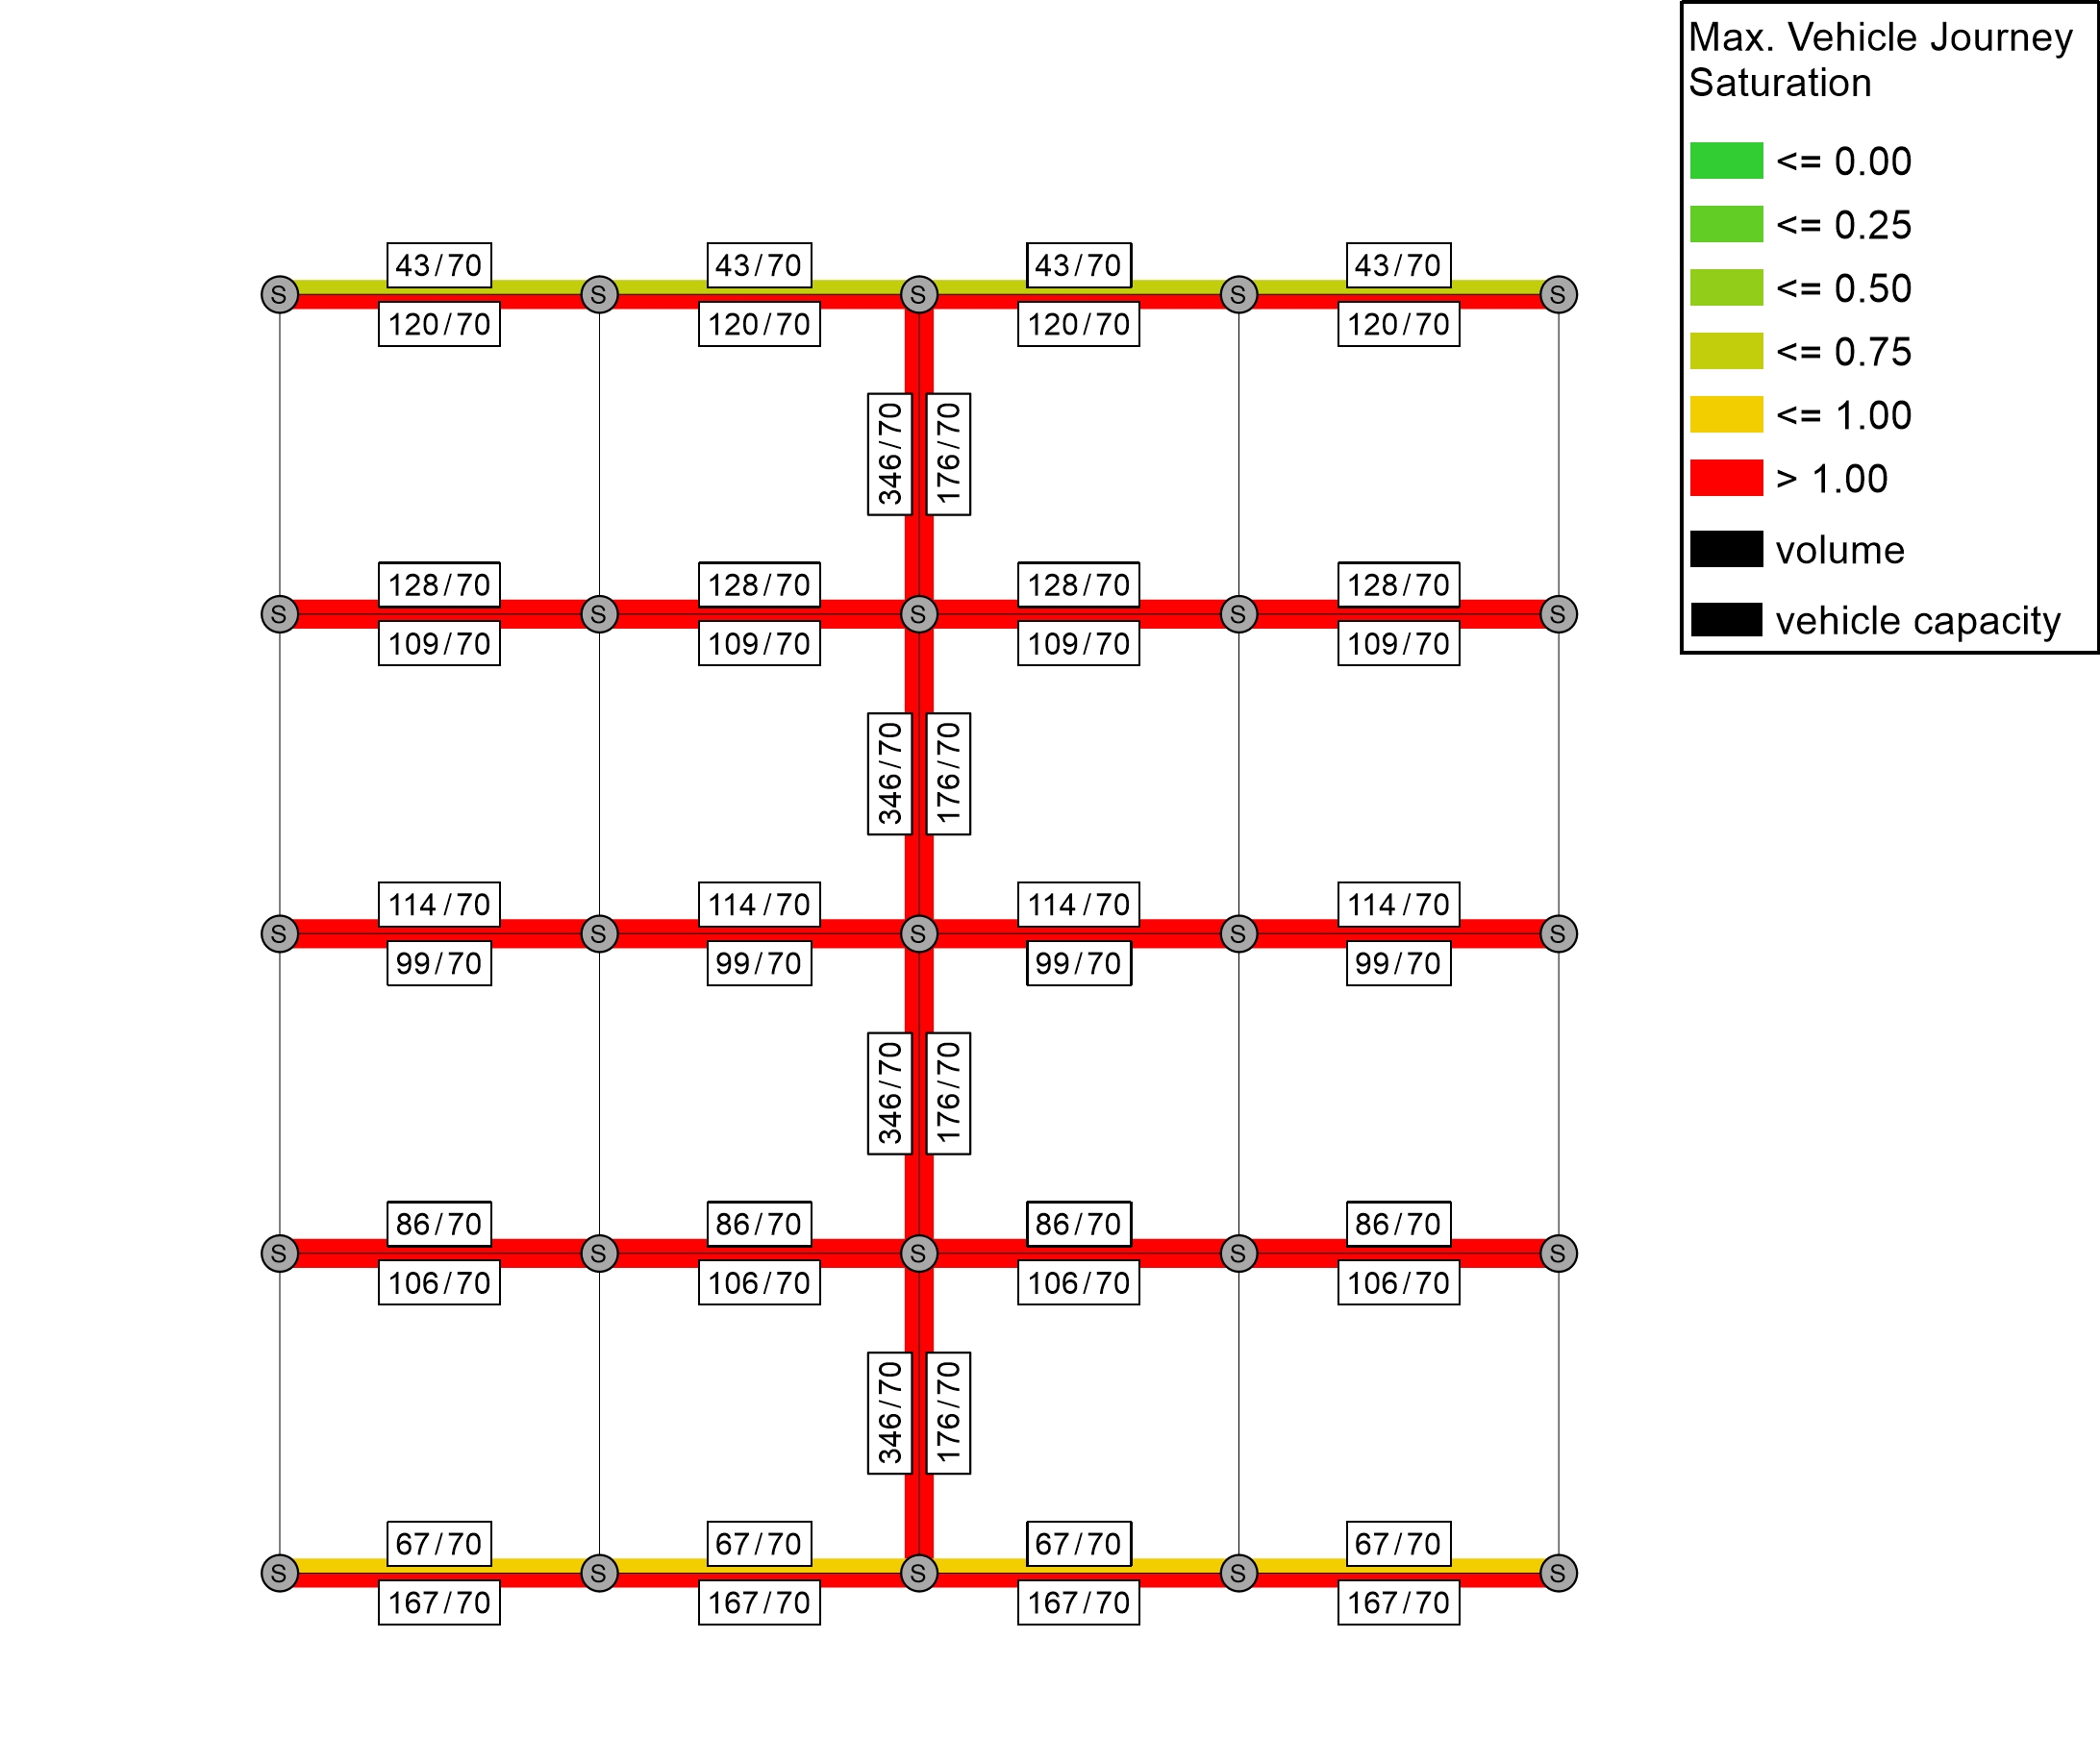 Max. Vehicle Journey
Saturation
<= 0.00
<= 0.25
<= 0.50
<= 0.75
<= 1.00
> 1.00
volume
vehicle capacity
43/70 43/70 43/70 43/70
S S S S S
120/70 120/70 120/70 120/70
346/70 176/70
128/70 128/70 128/70 128/70
S S S S S
109/70 109/70 109/70 109/70
346/70 176/70
114/70 114/70 114/70 114/70
S S S S S
99/70 99/70 99/70 99/70
346/70 176/70
86/70 86/70 86/70 86/70
S S S S S
106/70 106/70 106/70 106/70
346/70 176/70
67/70 67/70 67/70 67/70
S S S S S
167/70 167/70 167/70 167/70